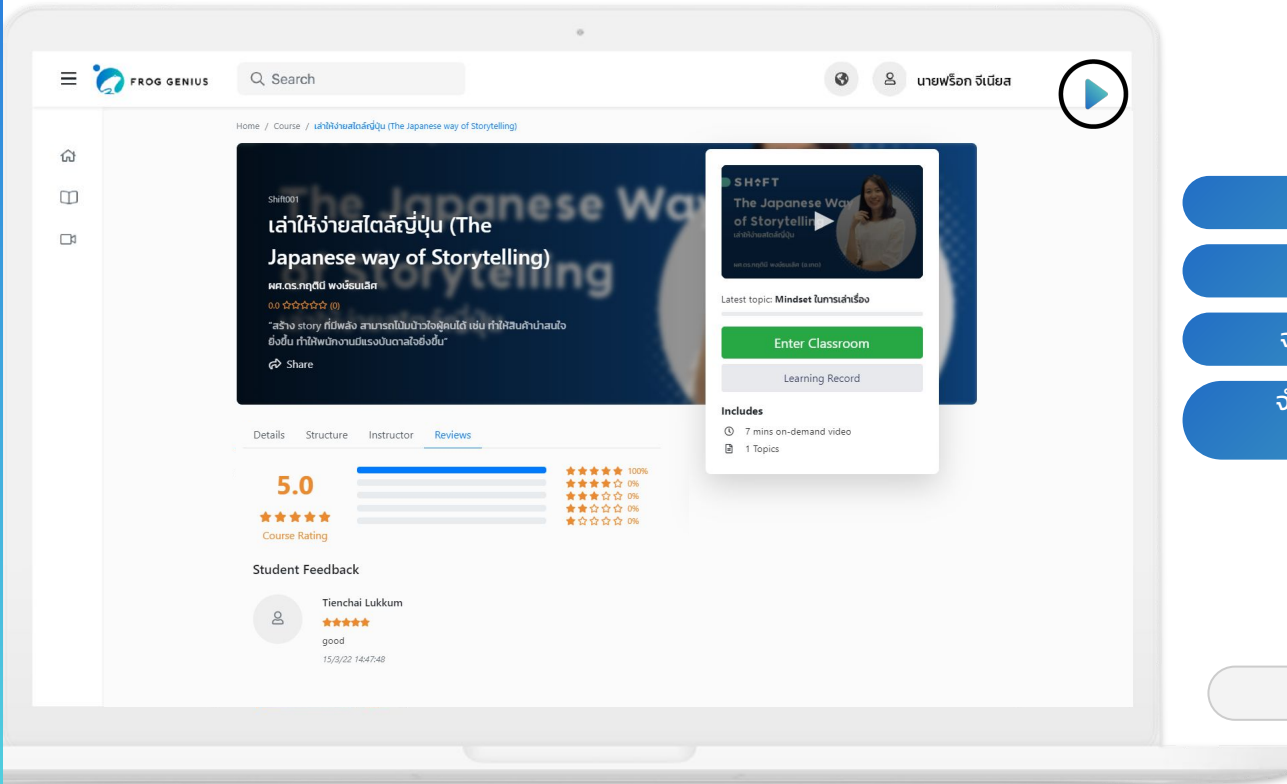 FROG GENIUS
Search
นายฟร็อก จีเนียส
Home / Course / เล่าให้ง่ายสไตล์ญี่ปุ่น (The Japanese way of Storytelling)
Shift001
เล่าให้ง่ายสไตล์ญี่ปุ่น (The
Japanese way of Storytelling)
ผศ.ดร.กฤตินี พงษ์ธนเลิศ
0.0 ☆☆☆☆☆ (0)
"สร้าง story ที่มีพลัง สามารถโน้มน้าวใจผู้คนได้ เช่น ทำให้สินค้าน่าสนใจ
ยิ่งขึ้น ทำให้พนักงานมีแรงบันดาลใจยิ่งขึ้น"
Share
SHIFT
The Japanese Way
of Storytelling
เล่าให้ง่ายสไตล์ญี่ปุ่น
Latest topic: Mindset ในการเล่าเรื่อง
Enter Classroom
Learning Record
Includes
7 mins on-demand video
1 Topics
Details Structure Instructor Reviews
5.0
Course Rating
★★★★★ 100%
★★★★☆ 0%
★★★☆☆ 0%
★★☆☆☆ 0%
★☆☆☆☆ 0%
Student Feedback
Tienchai Lukkum
★★★★★
good
15/3/22 14:47:48